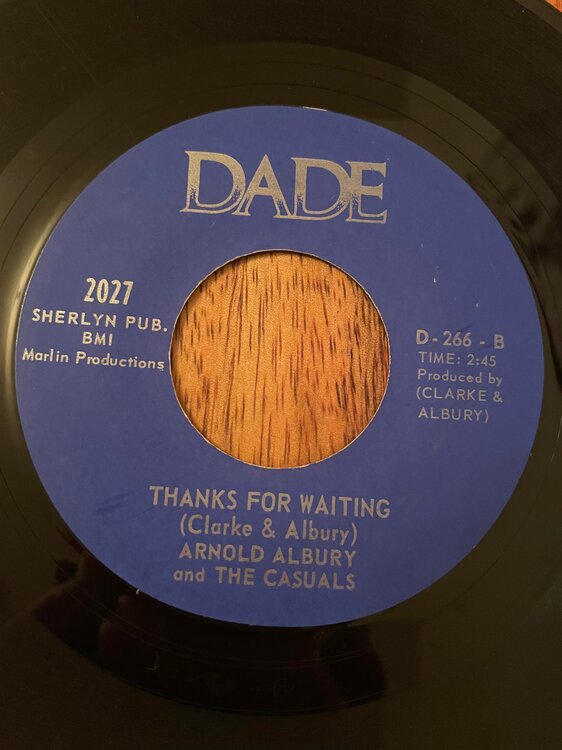 DADE
2027
SHERLYN PUB.
BMI
Marlin Productions
D-266-B
TIME: 2:45
Produced by
(CLARKE &
ALBURY)
THANKS FOR WAITING
(Clarke & Albury)
ARNOLD ALBURY
and THE CASUALS